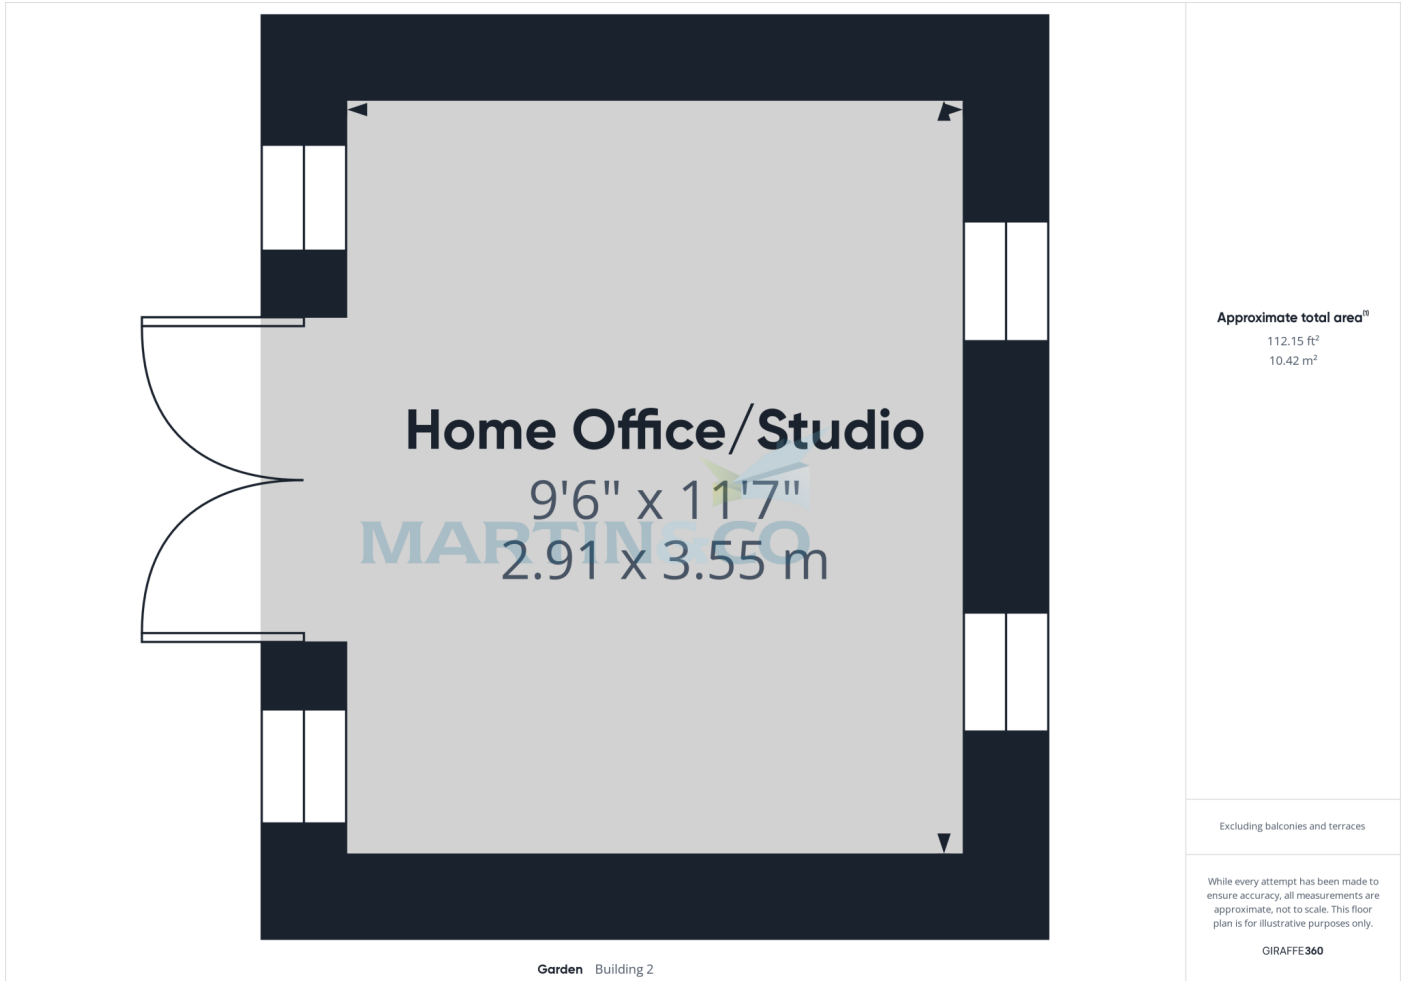 Home Office/Studio
9'6" x 11'7"
2.91 x 3.55 m
MARTIN&CO
Approximate total area(1)
112.15 ft²
10.42 m²
Excluding balconies and terraces
While every attempt has been made to
ensure accuracy, all measurements are
approximate, not to scale. This floor
plan is for illustrative purposes only.
GIRAFFE360
Garden Building 2